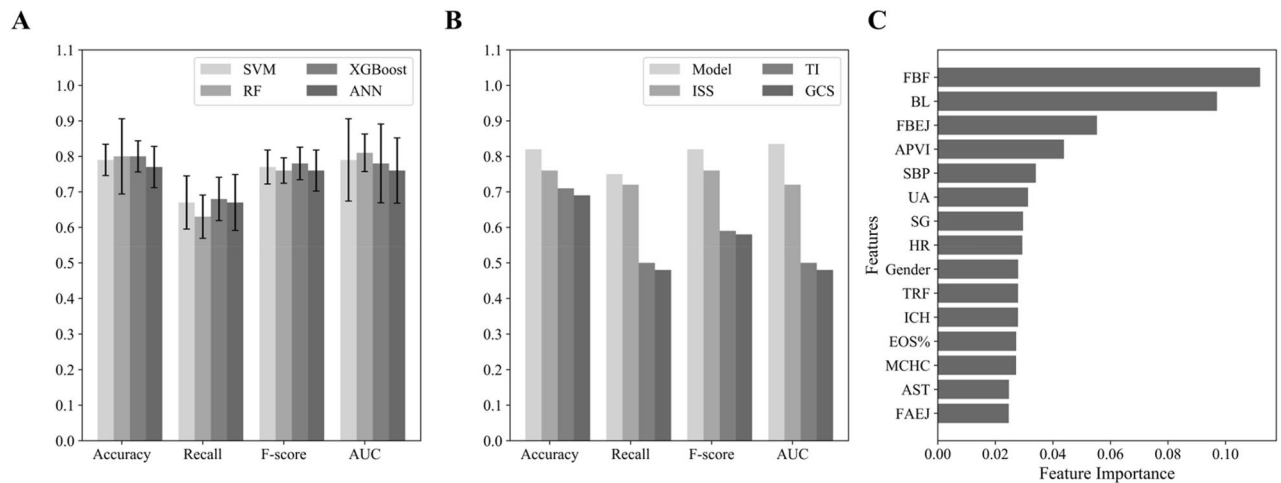 A
1.1
1.0
0.9
0.8
0.7
0.6
0.5
0.4
0.3
0.2
0.1
0.0
SVM XGBoost
RF ANN
Accuracy Recall F-score AUC
B
1.1
1.0
0.9
0.8
0.7
0.6
0.5
0.4
0.3
0.2
0.1
0.0
Model TI
ISS GCS
Accuracy Recall F-score AUC
C
Features
FBF
BL
FBEJ
APVI
SBP
UA
SG
HR
Gender
TRF
ICH
EOS%
MCHC
AST
FAEJ
0.00 0.02 0.04 0.06 0.08 0.10
Feature Importance